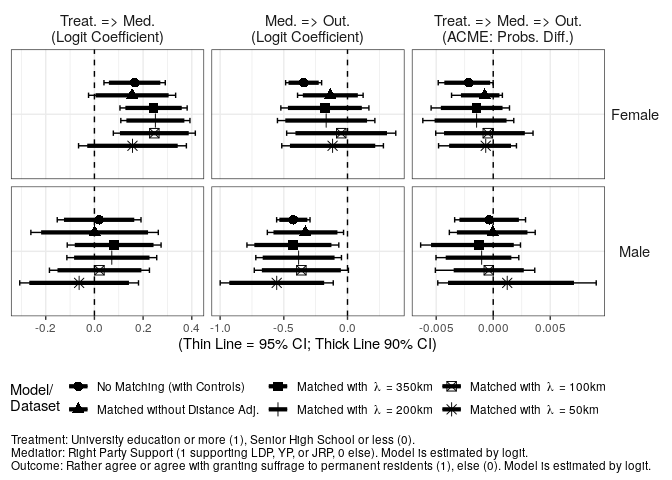 Treat. => Med.
(Logit Coefficient)
Med. => Out.
(Logit Coefficient)
Treat. => Med. => Out.
(ACME: Probs. Diff.)
Female
Male
-0.2 0.0 0.2 0.4
-1.0 -0.5 0.0
-0.005 0.000 0.005
(Thin Line = 95% CI; Thick Line 90% CI)
Model/
Dataset
No Matching (with Controls)
Matched without Distance Adj.
Matched with λ = 350km
Matched with λ = 200km
Matched with λ = 100km
Matched with λ = 50km
Treatment: University education or more (1), Senior High School or less (0).
Mediatior: Right Party Support (1 supporting LDP, YP, or JRP, 0 else). Model is estimated by logit.
Outcome: Rather agree or agree with granting suffrage to permanent residents (1), else (0). Model is estimated by logit.